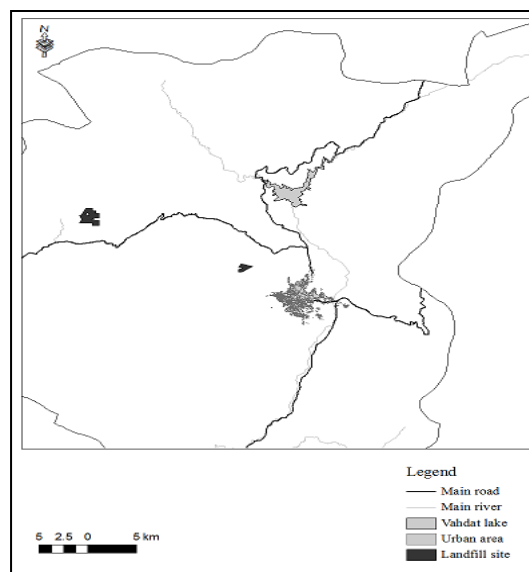 N
Legend
Main road
Main river
Vahdat lake
Urban area
Landfill site
5 2.5 0 5 km